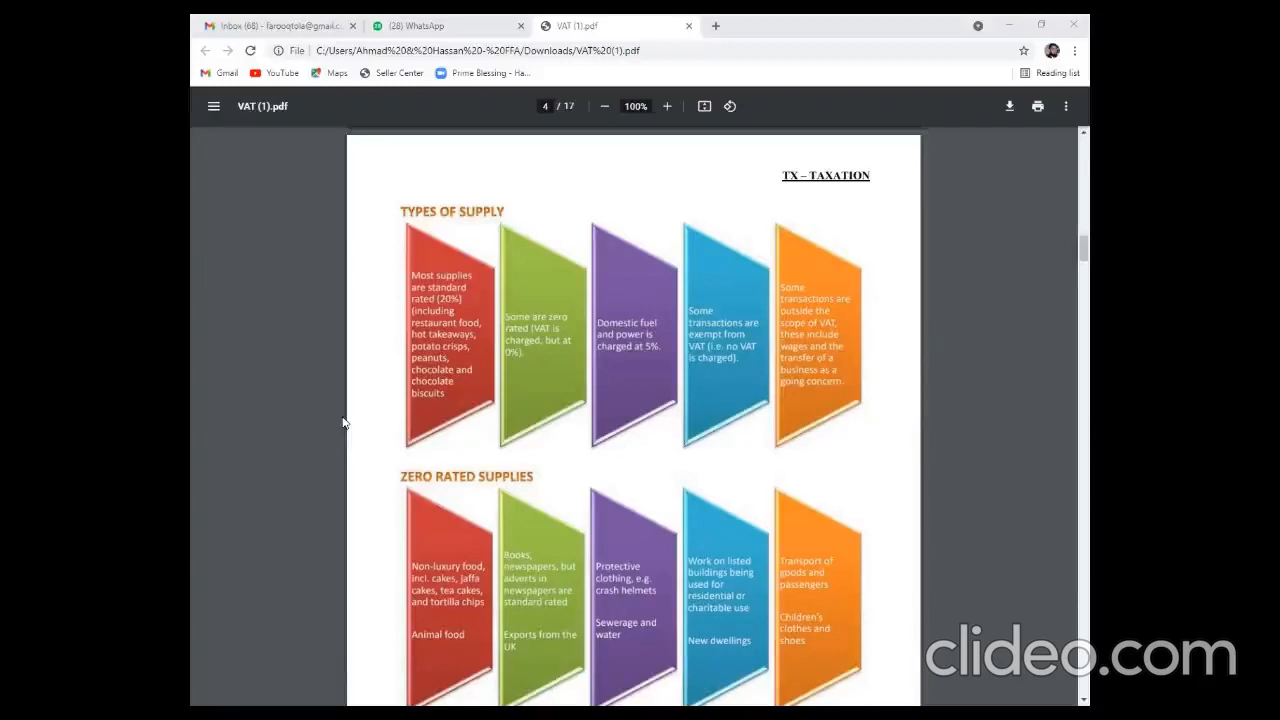 Inbox (68) - Farooqtola@gmail.c
(28) WhatsApp
VAT (1).pdf
File
C:/Users/Ahmad%20&%20Hassan%20-%20FFA/Downloads/VAT%20(1).pdf
Gmail
YouTube
Maps
Seller Center
Prime Blessing - Ha...
Reading list
VAT (1).pdf
4 / 17
100%
TX – TAXATION
TYPES OF SUPPLY
Most supplies
are standard
rated (20%)
(including
restaurant food,
hot takeaways,
potato crisps,
peanuts,
chocolate and
chocolate
biscuits
Some are zero
rated (VAT is
charged, but at
0%).
Domestic fuel
and power is
charged at 5%.
Some
transactions are
exempt from
VAT (i.e. no VAT
is charged).
Some
transactions are
outside the
scope of VAT,
these include
wages and the
transfer of a
business as a
going concern.
ZERO RATED SUPPLIES
Non-luxury food,
incl. cakes, jaffa
cakes, tea cakes,
and tortilla chips
Animal food
Books,
newspapers, but
adverts in
newspapers are
standard rated
Exports from the
UK
Protective
clothing, e.g.
crash helmets
Sewerage and
water
Work on listed
buildings being
used for
residential or
charitable use
New dwellings
Transport of
goods and
passengers
Children's
clothes and
shoes
clideo.com